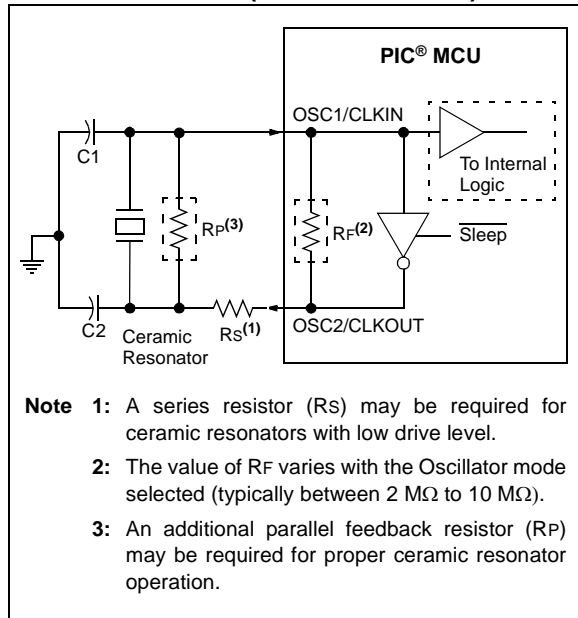 PIC® MCU
OSC1/CLKIN
C1
To Internal
Logic
RP(3)
RF(2)
Sleep
C2
Ceramic
Resonator
RS(1)
OSC2/CLKOUT
Note 1: A series resistor (RS) may be required for
ceramic resonators with low drive level.
2: The value of RF varies with the Oscillator mode
selected (typically between 2 MΩ to 10 MΩ).
3: An additional parallel feedback resistor (RP)
may be required for proper ceramic resonator
operation.